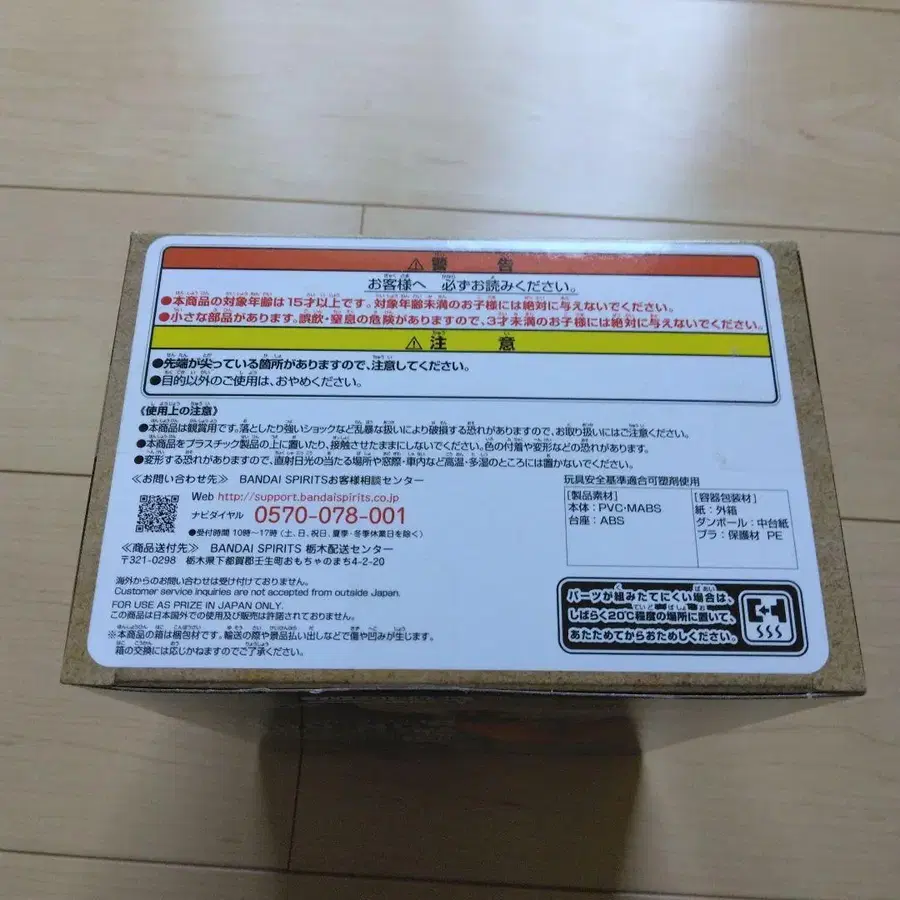 ⚠警 告
お客様へ 必ずお読みください。
●本商品の対象年齢は15才以上です。対象年齢未満のお子様には絶対に与えないでください。
●小さな部品があります。誤飲・窒息の危険がありますので、3才未満のお子様には絶対に与えないでください。
⚠注 意
●先端が尖っている箇所がありますので、注意してください。
●目的以外のご使用は、おやめください。
《使用上の注意》
●本商品は観賞用です。落としたり強いショックなど乱暴な扱いにより破損する恐れがありますので、お取り扱いにはご注意ください。
●本商品をプラスチック製品の上に置いたり、接触させたままにしないでください。色の付着や変形などの恐れがあります。
●変形する恐れがありますので、直射日光の当たる場所や窓際・車内など高温・多湿のところには置かないでください。
≪お問い合わせ先≫ BANDAI SPIRITSお客様相談センター
Web http://support.bandaispirits.co.jp
ナビダイヤル 0570-078-001
●受付時間 10時~17時(土、日、祝日、夏季・冬季休業日を除く)
≪商品送付先≫ BANDAI SPIRITS 栃木配送センター
〒321-0298 栃木県下都賀郡壬生町おもちゃのまち4-2-20
海外からのお問い合わせは受け付けておりません。
Customer service inquiries are not accepted from outside Japan.
FOR USE AS PRIZE IN JAPAN ONLY.
この商品は日本国外での使用及び販売は許諾されておりません。
※本商品の箱は梱包材です。輸送の際や景品払い出しなどで傷や凹みが生じます。
箱の交換には応じかねますのでご了承ください。
玩具安全基準適合可塑剤使用
[製品素材]
本体:PVC・MABS
台座:ABS
[容器包装材]
紙:外箱
ダンボール:中台紙
プラ:保護材 PE
パーツが組みたてにくい場合は、
しばらく20℃程度の場所に置いて、
あたためてからおためしください。